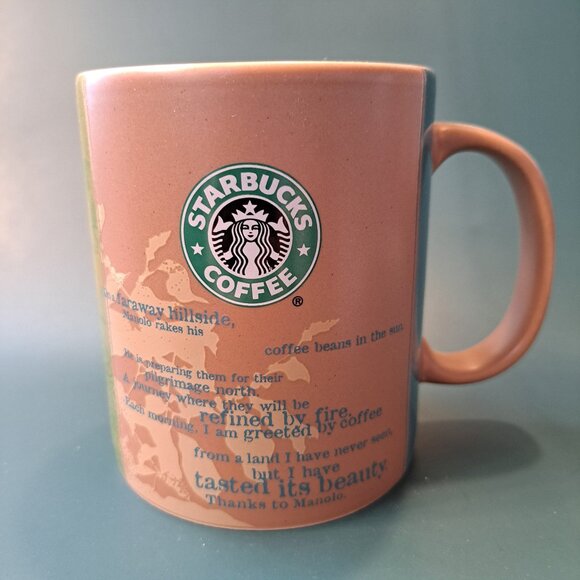 STARBUCKS
COFFEE
®
faraway hillside,
Manolo rakes his
coffee beans in the sun.
He is preparing them for their
pilgrimage north.
A journey where they will be
refined by fire.
Each morning, I am greeted by coffee
from a land I have never seen,
but I have
tasted its beauty.
Thanks to Manolo.